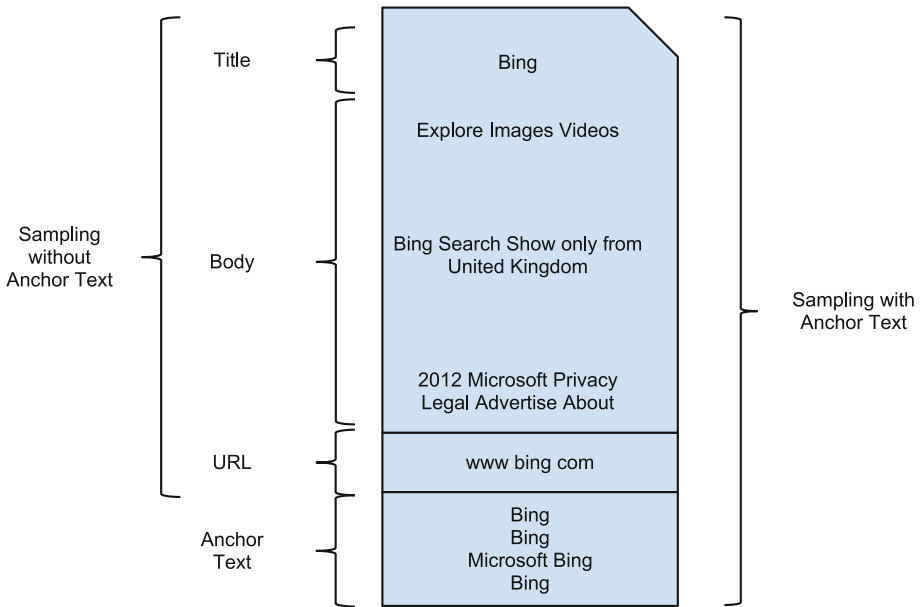 Title
Bing
Explore Images Videos
Sampling
without
Anchor Text
Body
Bing Search Show only from
United Kingdom
Sampling with
Anchor Text
2012 Microsoft Privacy
Legal Advertise About
URL
www bing com
Anchor
Text
Bing
Bing
Microsoft Bing
Bing